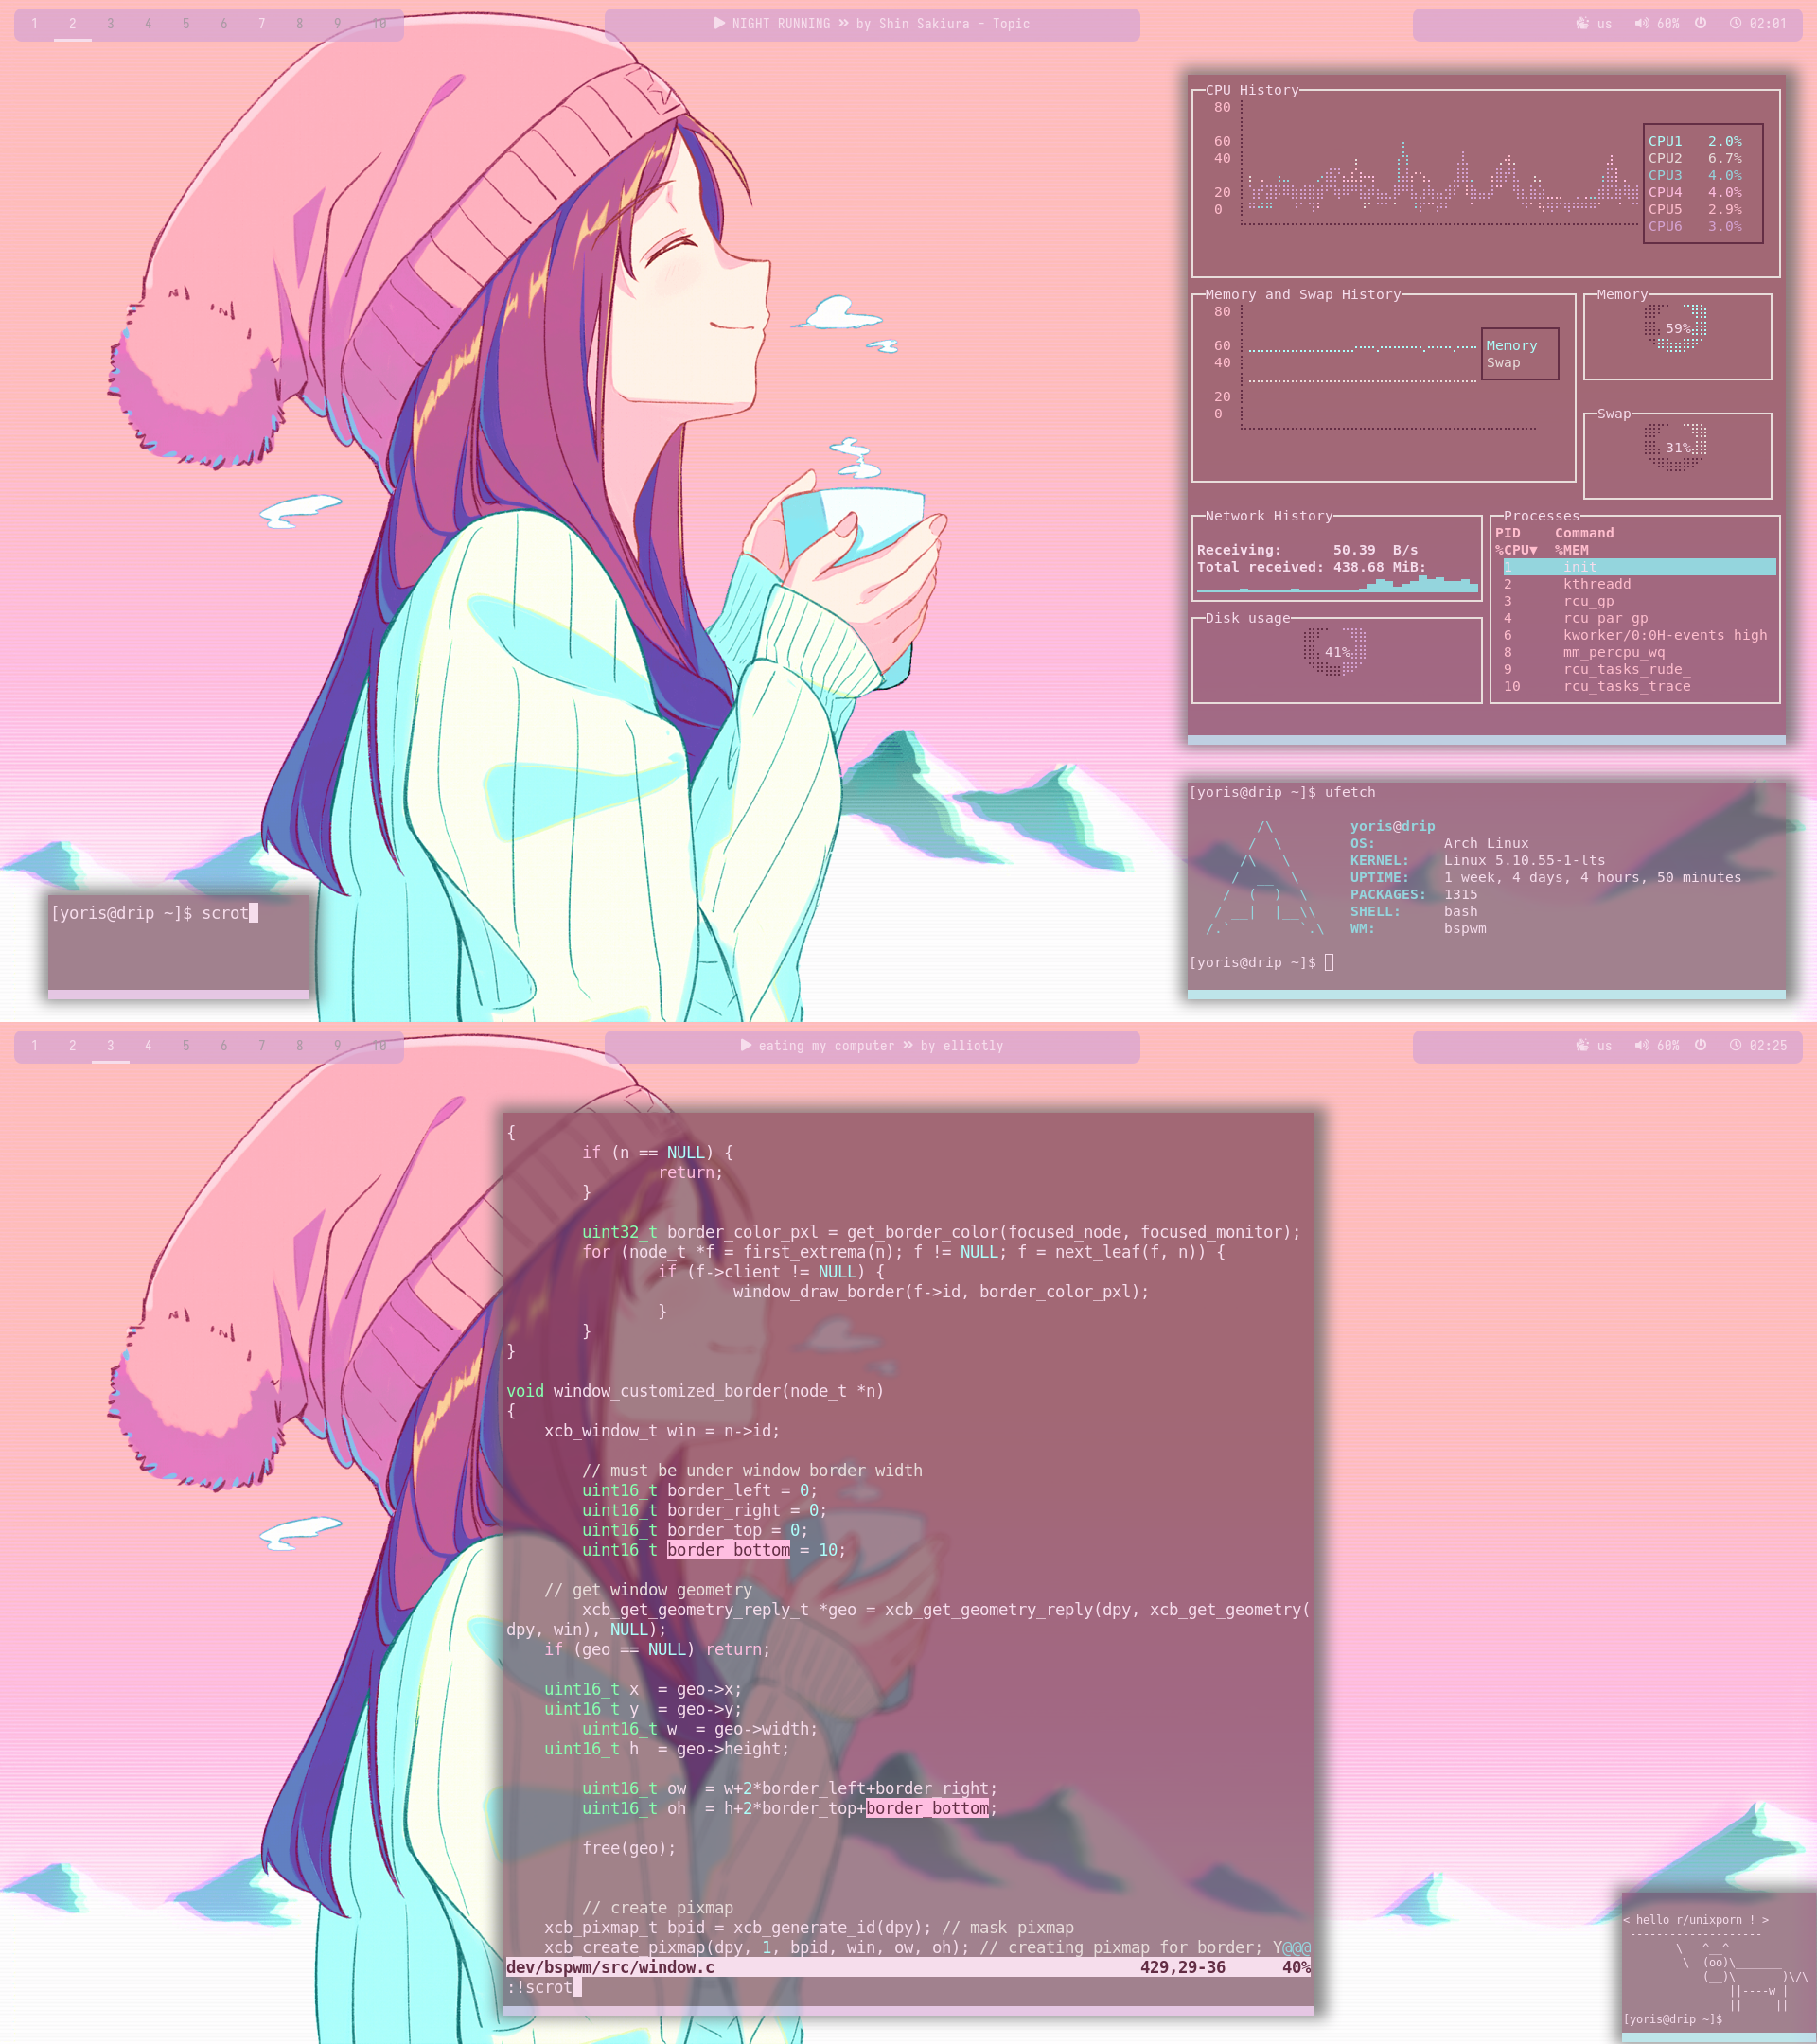 1 2 3 4 5 6 7 8 9 10
NIGHT RUNNING » by Shin Sakiura - Topic
us 60% 02:01
CPU History
80
60
40
20
0
CPU1 2.0%
CPU2 6.7%
CPU3 4.0%
CPU4 4.0%
CPU5 2.9%
CPU6 3.0%
Memory and Swap History
80
60
40
20
0
Memory
Swap
Memory
59%
Swap
31%
Network History
Receiving: 50.39 B/s
Total received: 438.68 MiB:
Disk usage
41%
Processes
PID Command
%CPU▼ %MEM
1 init
2 kthreadd
3 rcu_gp
4 rcu_par_gp
6 kworker/0:0H-events_high
8 mm_percpu_wq
9 rcu_tasks_rude_
10 rcu_tasks_trace
[yoris@drip ~]$ ufetch
yoris@drip
OS: Arch Linux
KERNEL: Linux 5.10.55-1-lts
UPTIME: 1 week, 4 days, 4 hours, 50 minutes
PACKAGES: 1315
SHELL: bash
WM: bspwm
[yoris@drip ~]$
[yoris@drip ~]$ scrot
1 2 3 4 5 6 7 8 9 10
eating my computer » by elliotly
us 60% 02:25
{
if (n == NULL) {
return;
}
uint32_t border_color_pxl = get_border_color(focused_node, focused_monitor);
for (node_t *f = first_extrema(n); f != NULL; f = next_leaf(f, n)) {
if (f->client != NULL) {
window_draw_border(f->id, border_color_pxl);
}
}
}
void window_customized_border(node_t *n)
{
xcb_window_t win = n->id;
// must be under window border width
uint16_t border_left = 0;
uint16_t border_right = 0;
uint16_t border_top = 0;
uint16_t border_bottom = 10;
// get window geometry
xcb_get_geometry_reply_t *geo = xcb_get_geometry_reply(dpy, xcb_get_geometry(
dpy, win), NULL);
if (geo == NULL) return;
uint16_t x = geo->x;
uint16_t y = geo->y;
uint16_t w = geo->width;
uint16_t h = geo->height;
uint16_t ow = w+2*border_left+border_right;
uint16_t oh = h+2*border_top+border_bottom;
free(geo);
// create pixmap
xcb_pixmap_t bpid = xcb_generate_id(dpy); // mask pixmap
xcb_create_pixmap(dpy, 1, bpid, win, ow, oh); // creating pixmap for border; Y@@@
dev/bspwm/src/window.c 429,29-36 40%
:!scrot
< hello r/unixporn ! >
--------------------
\ ^__^
\ (oo)\_______
(__)\ )\/\
||----w |
|| ||
[yoris@drip ~]$